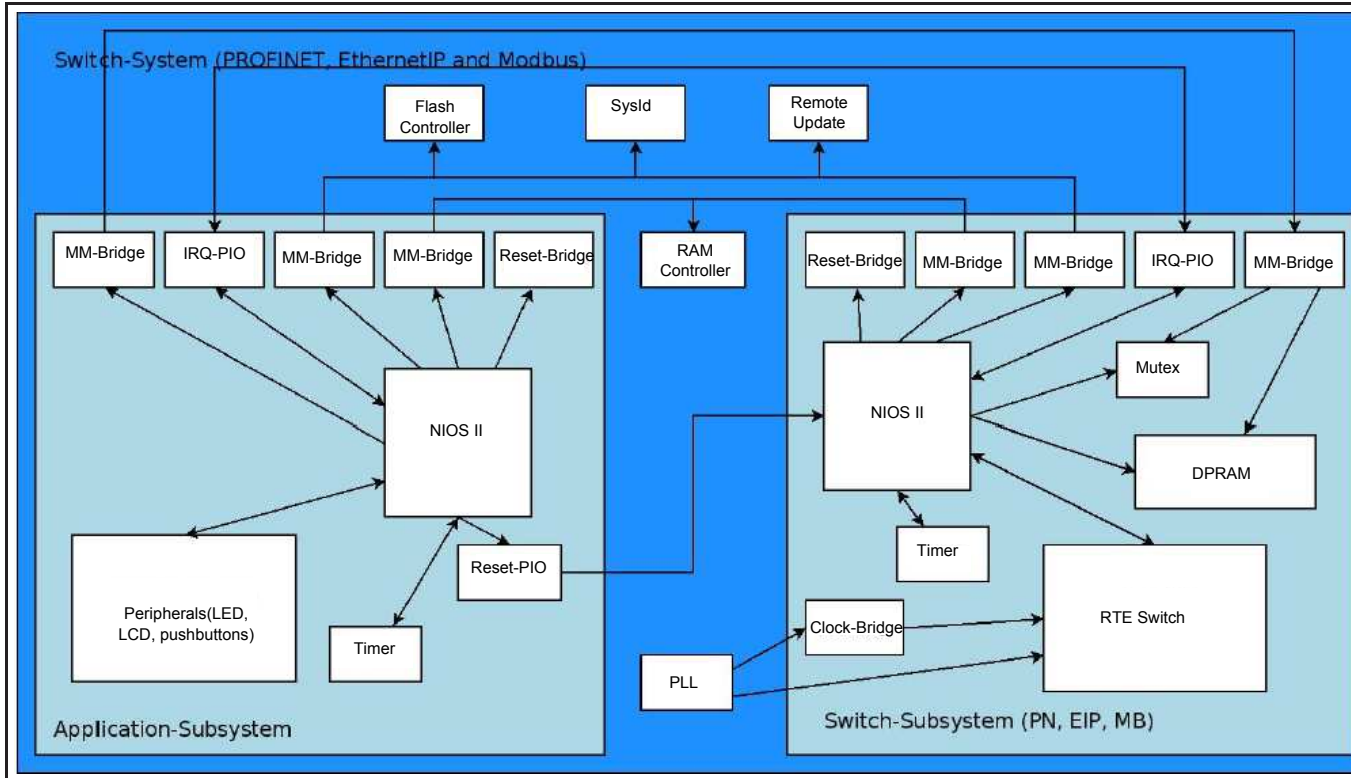 Switch-System (PROFINET, EthernetIP and Modbus)
Flash
Controller
SysId
Remote
Update
MM-Bridge
IRQ-PIO
MM-Bridge
MM-Bridge
Reset-Bridge
RAM
Controller
Reset-Bridge
MM-Bridge
MM-Bridge
IRQ-PIO
MM-Bridge
NIOS II
NIOS II
Mutex
DPRAM
Reset-PIO
Timer
Peripherals(LED,
LCD, pushbuttons)
Timer
Clock-Bridge
RTE Switch
PLL
Application-Subsystem
Switch-Subsystem (PN, EIP, MB)